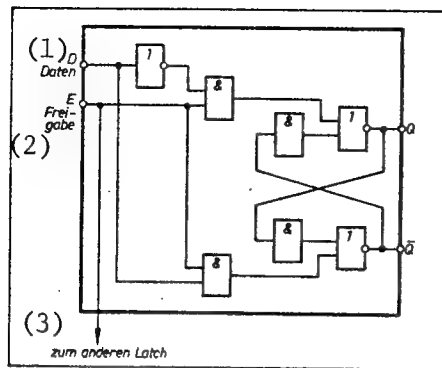 (1) D
Daten
1
&
E
Frei-
gabe
(2)
&
1
Q
&
1
Q̅
&
(3)
zum anderen Latch